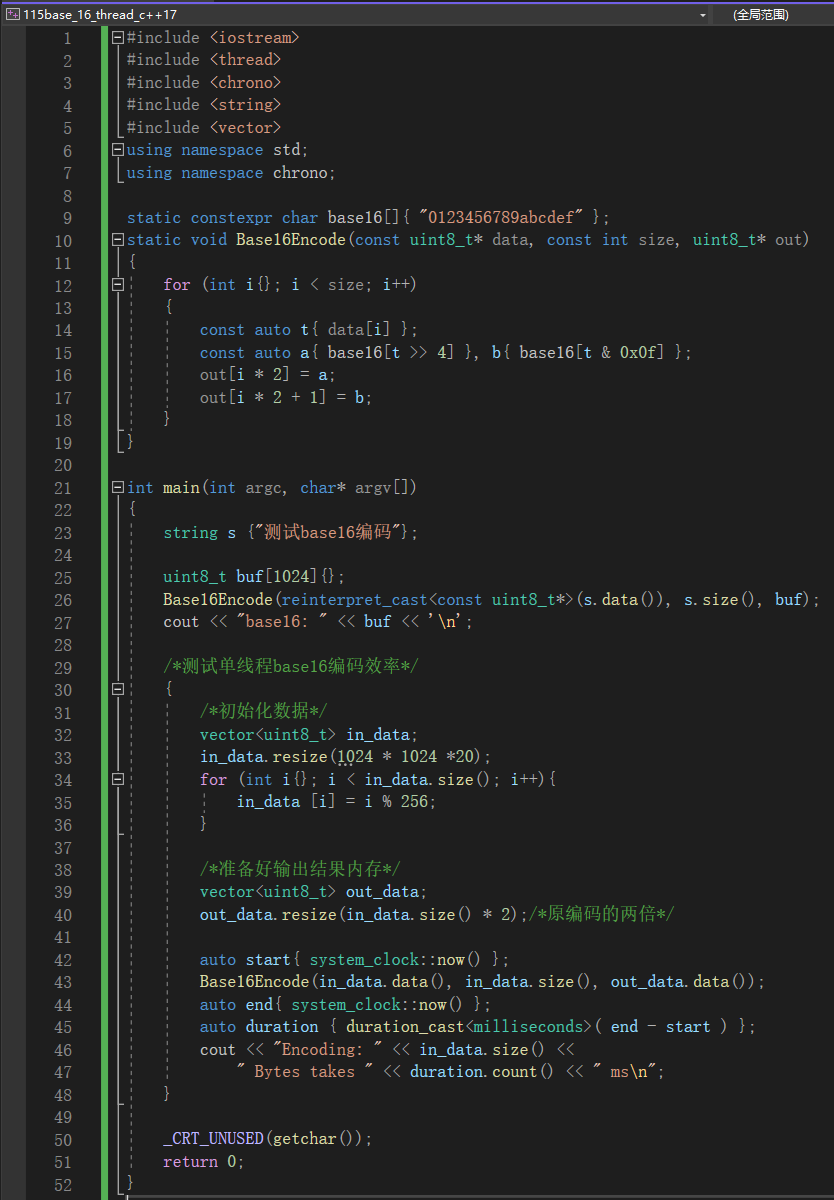 115base_16_thread_c++17 (全局范围)
1 #include <iostream>
2 #include <thread>
3 #include <chrono>
4 #include <string>
5 #include <vector>
6 using namespace std;
7 using namespace chrono;
8
9 static constexpr char base16[]{ "0123456789abcdef" };
10 static void Base16Encode(const uint8_t* data, const int size, uint8_t* out)
11 {
12 for (int i{}; i < size; i++)
13 {
14 const auto t{ data[i] };
15 const auto a{ base16[t >> 4] }, b{ base16[t & 0x0f] };
16 out[i * 2] = a;
17 out[i * 2 + 1] = b;
18 }
19 }
20
21 int main(int argc, char* argv[])
22 {
23 string s {"测试base16编码"};
24
25 uint8_t buf[1024]{};
26 Base16Encode(reinterpret_cast<const uint8_t*>(s.data()), s.size(), buf);
27 cout << "base16: " << buf << '\n';
28
29 /*测试单线程base16编码效率*/
30 {
31 /*初始化数据*/
32 vector<uint8_t> in_data;
33 in_data.resize(1024 * 1024 *20);
34 for (int i{}; i < in_data.size(); i++){
35 in_data [i] = i % 256;
36 }
37
38 /*准备好输出结果内存*/
39 vector<uint8_t> out_data;
40 out_data.resize(in_data.size() * 2);/*原编码的两倍*/
41
42 auto start{ system_clock::now() };
43 Base16Encode(in_data.data(), in_data.size(), out_data.data());
44 auto end{ system_clock::now() };
45 auto duration { duration_cast<milliseconds>( end - start ) };
46 cout << "Encoding: " << in_data.size() <<
47 " Bytes takes " << duration.count() << " ms\n";
48 }
49
50 _CRT_UNUSED(getchar());
51 return 0;
52 }